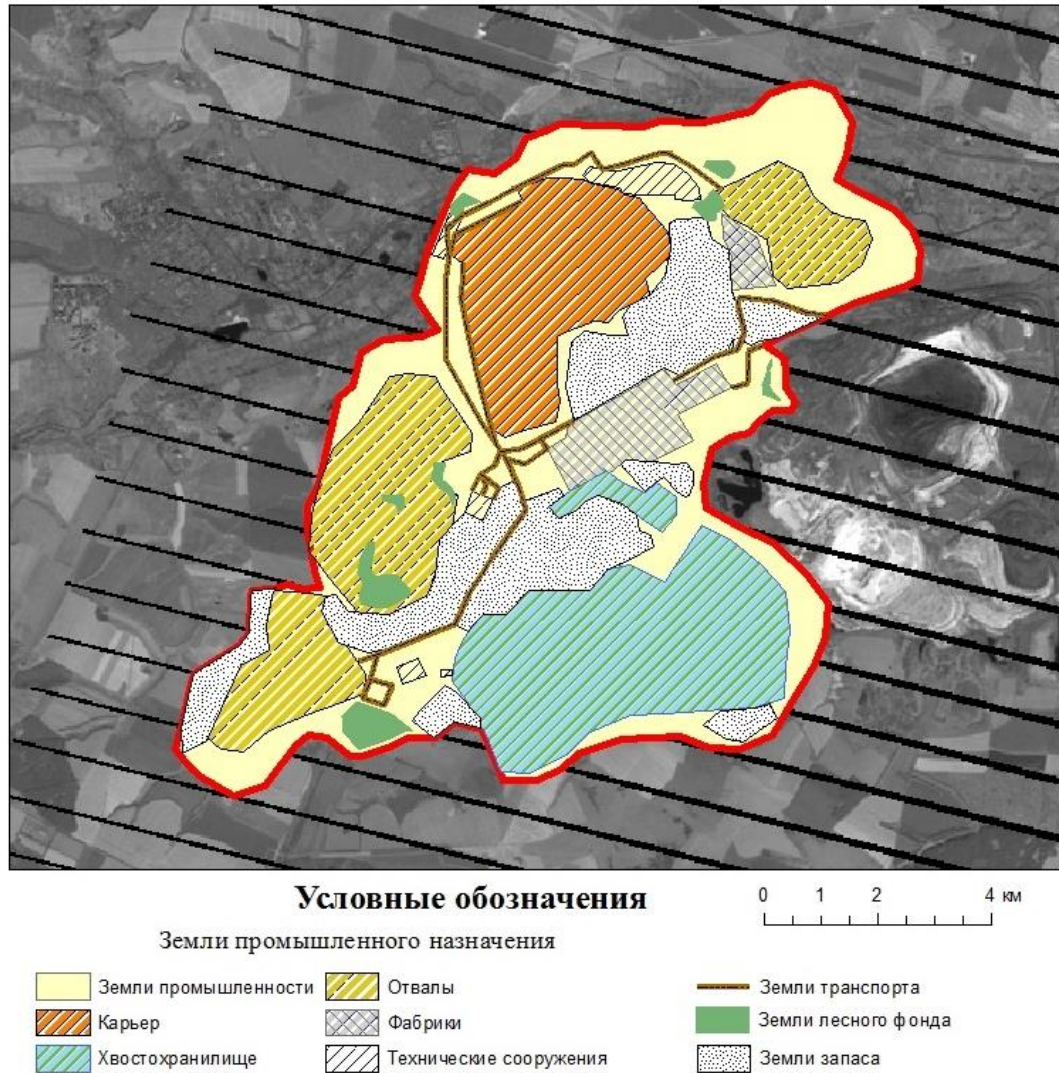 Условные обозначения
0 1 2 4 км
Земли промышленного назначения
Земли промышленности Отвалы Земли транспорта
Карьер Фабрики Земли лесного фонда
Хвостохранилище Технические сооружения Земли запаса